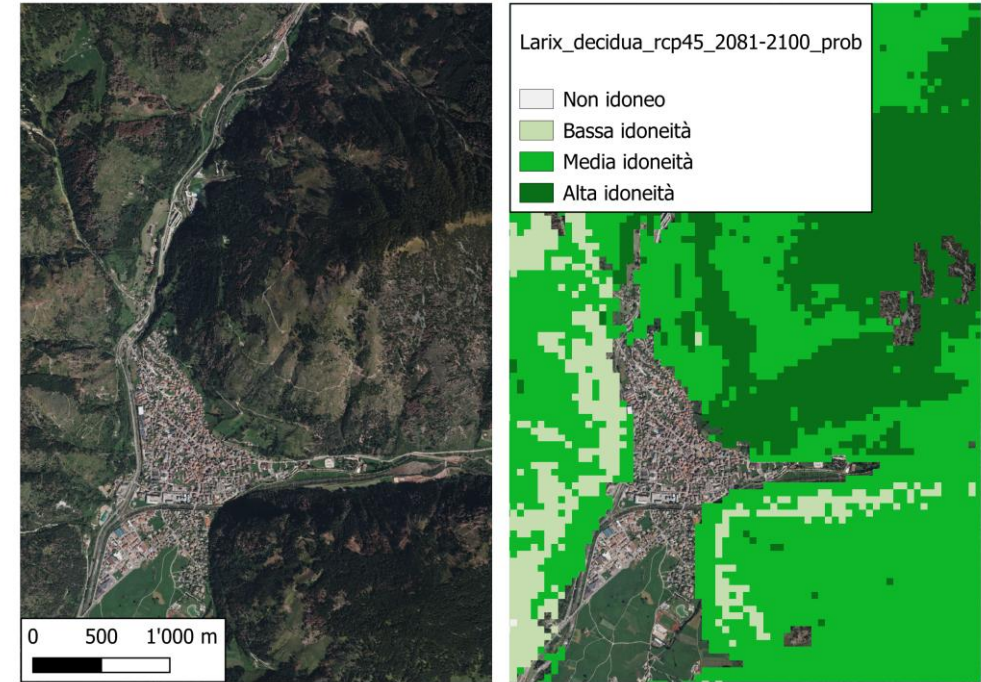 Larix_decidua_rcp45_2081-2100_prob
Non idoneo
Bassa idoneità
Media idoneità
Alta idoneità
0 500 1'000 m